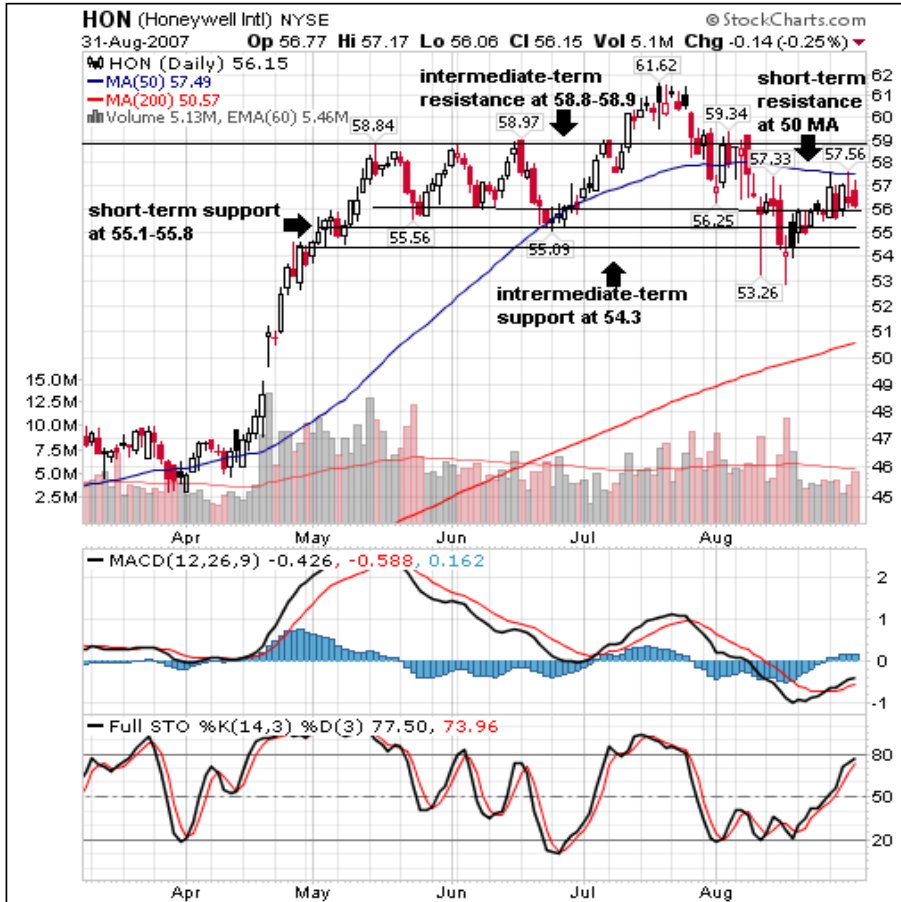 HON (Honeywell Intl) NYSE © StockCharts.com
31-Aug-2007 Op 56.77 Hi 57.17 Lo 56.06 Cl 56.15 Vol 5.1M Chg -0.14 (-0.25%)
HON (Daily) 56.15
MA(50) 57.49
MA(200) 50.57
Volume 5.13M, EMA(60) 5.46M
intermediate-term
resistance at 58.8-58.9
short-term
resistance
at 50 MA
short-term support
at 55.1-55.8
intrermediate-term
support at 54.3
58.84
58.97
61.62
59.34
57.33
57.56
55.56
55.09
56.25
53.26
62
61
60
59
58
57
56
55
54
53
52
51
50
49
48
47
46
45
15.0M
12.5M
10.0M
7.5M
5.0M
2.5M
Apr May Jun Jul Aug
MACD(12,26,9) -0.426, -0.588, 0.162
2
1
0
-1
Full STO %K(14,3) %D(3) 77.50, 73.96
80
50
20
Apr May Jun Jul Aug